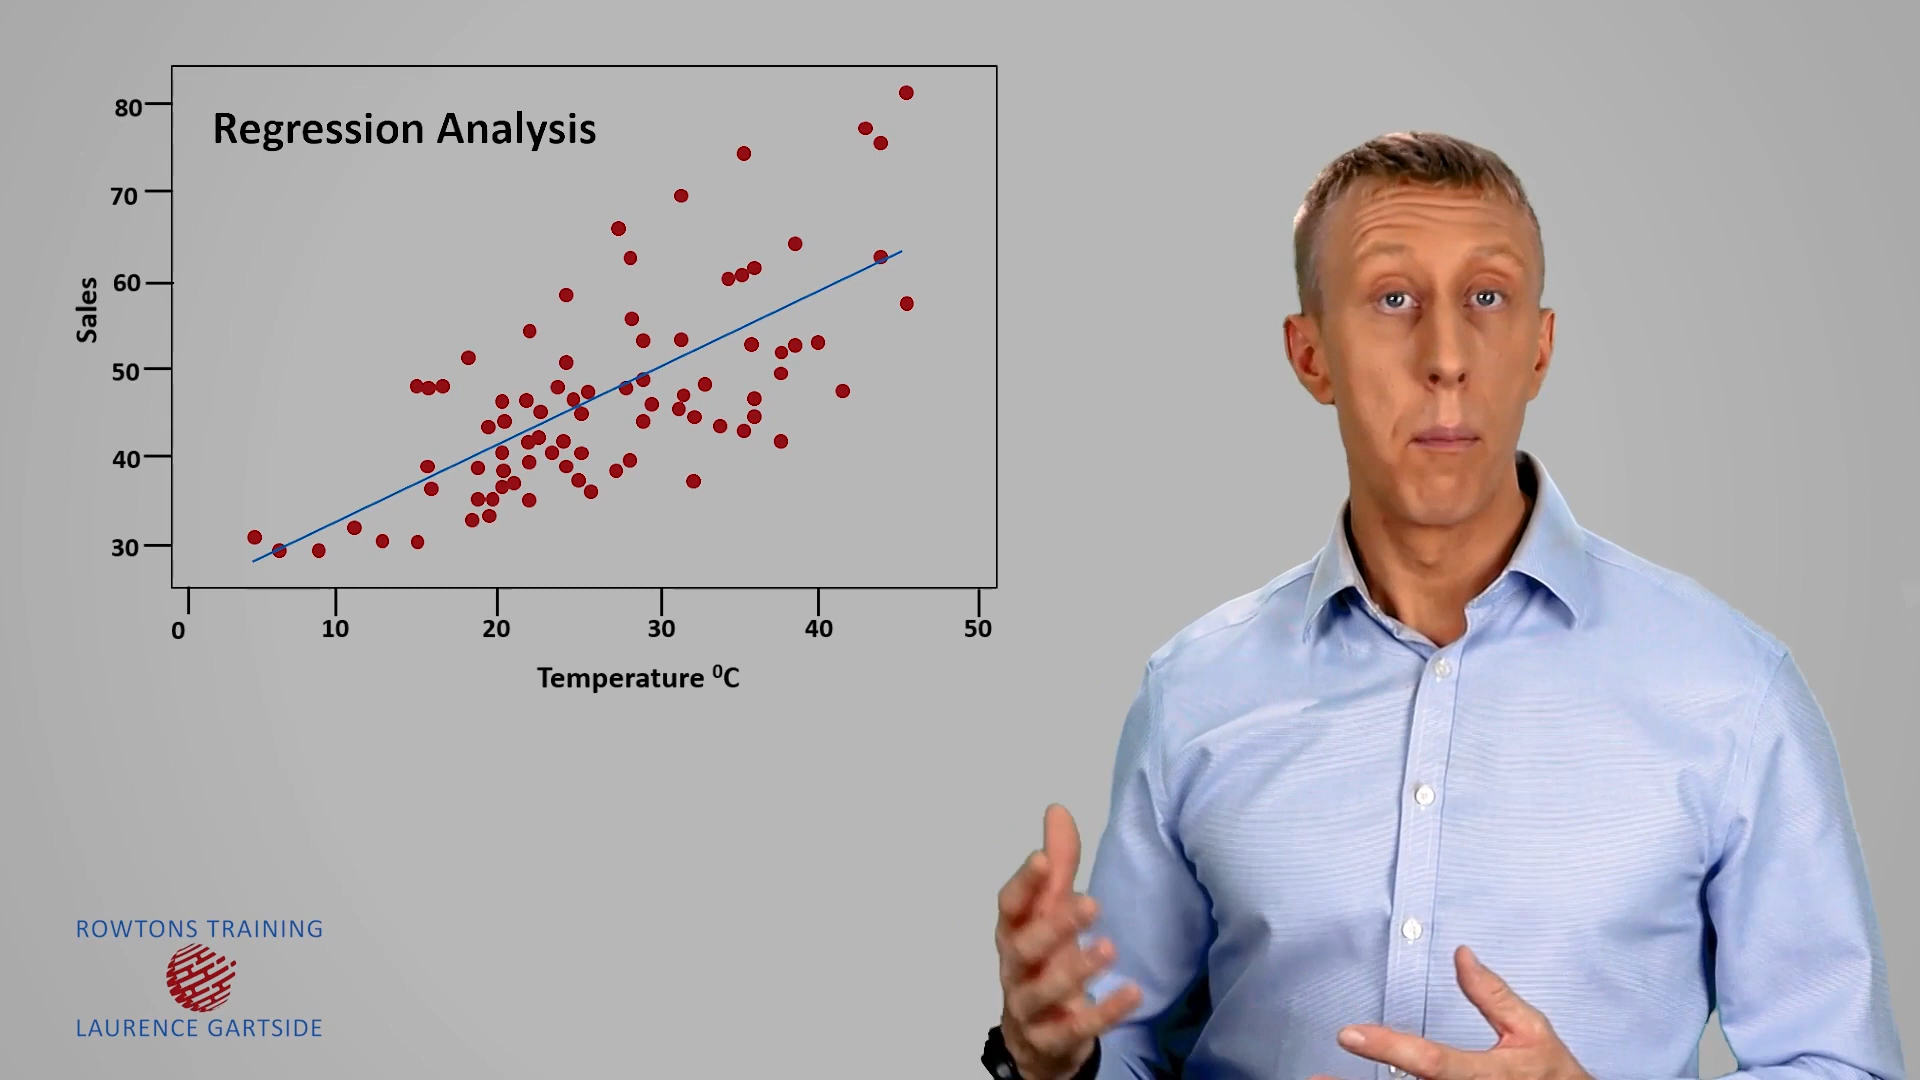 Regression Analysis
80
70
60
50
40
30
Sales
0 10 20 30 40 50
Temperature ⁰C
ROWTONS TRAINING
LAURENCE GARTSIDE